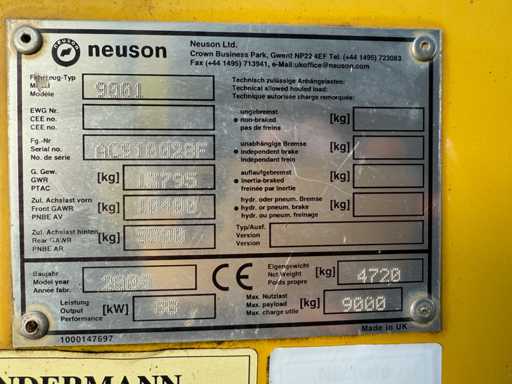 neuson
Neuson Ltd.
Crown Business Park, Gwent NP22 4EF Tel. (+44 1495) 723083
Fax (+44 1495) 713941, e-Mail:ukoffice@neuson.com
Fahrzeug-Typ
Model
Modèle
9001
Technisch zulässige Anhängelasten:
Technical allowed houled load:
Technique autorisée charge remorquable:
EWG Nr.
CEE no.
CEE no.
ungebremst
non-braked
pas de freins
[kg]
Fg.-Nr
Serial no.
No. de série
AC910028F
unabhängige Bremse
independent brake
independant frein
[kg]
G. Gew.
GWR
PTAC
[kg]
13795
auflaufgebremst
inertia-braked
freinée par inertie
[kg]
Zul. Achslast vorn
Front GAWR
PNBE AV
[kg]
hydr. oder pneum. Bremse
hydr. or pneum. brake
hydr. ou pneum. freinage
[kg]
Zul. Achslast hinten
Rear GAWR
PNBE AR
[kg]
Typ/Ausf.
Version
Version
Baujahr
Model year
Année fabr.
CE
Eigengewicht
Net Weight
Poids propre
[kg]
4720
Leistung
Output
Performance
[kW]
Max. Nutzlast
Max. payload
Max. charge utile
[kg]
9000
1000147697
Made in UK
NDERMANN